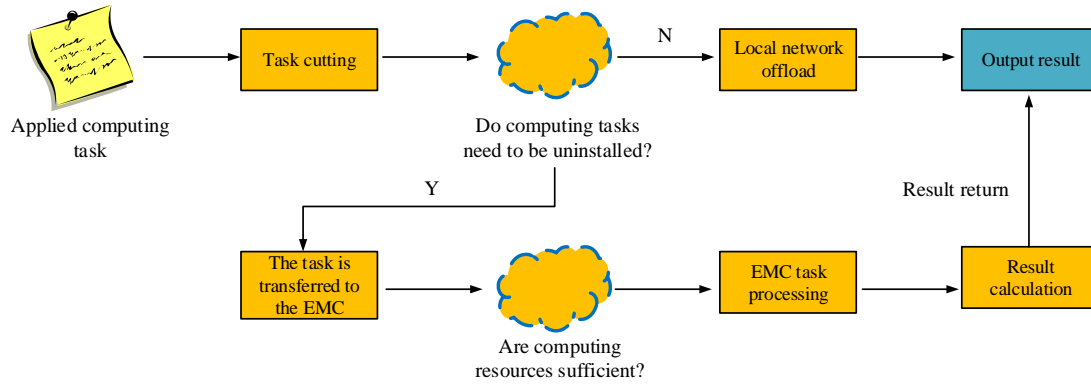 Task cutting
N
Local network
offload
Output result
Applied computing
task
Do computing tasks
need to be uninstalled?
Y
Result return
The task is
transferred to
the EMC
EMC task
processing
Result
calculation
Are computing
resources sufficient?